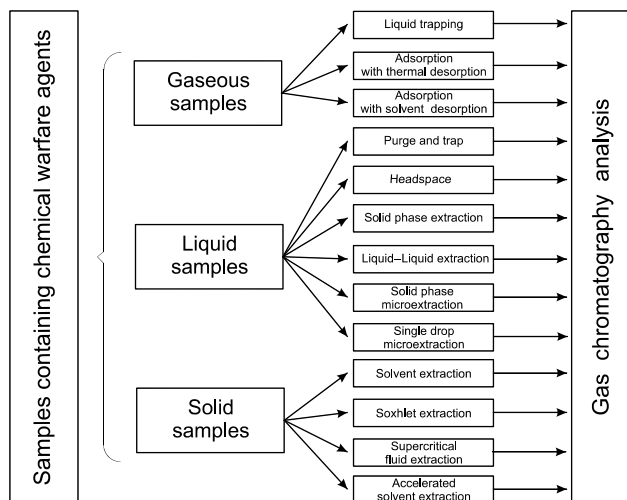 Samples containing chemical warfare agents
Gaseous
samples
Liquid trapping
Adsorption
with thermal desorption
Adsorption
with solvent desorption
Liquid
samples
Purge and trap
Headspace
Solid phase extraction
Liquid–Liquid extraction
Solid phase
microextraction
Single drop
microextraction
Solid
samples
Solvent extraction
Soxhlet extraction
Supercritical
fluid extraction
Accelerated
solvent extraction
Gas chromatography analysis